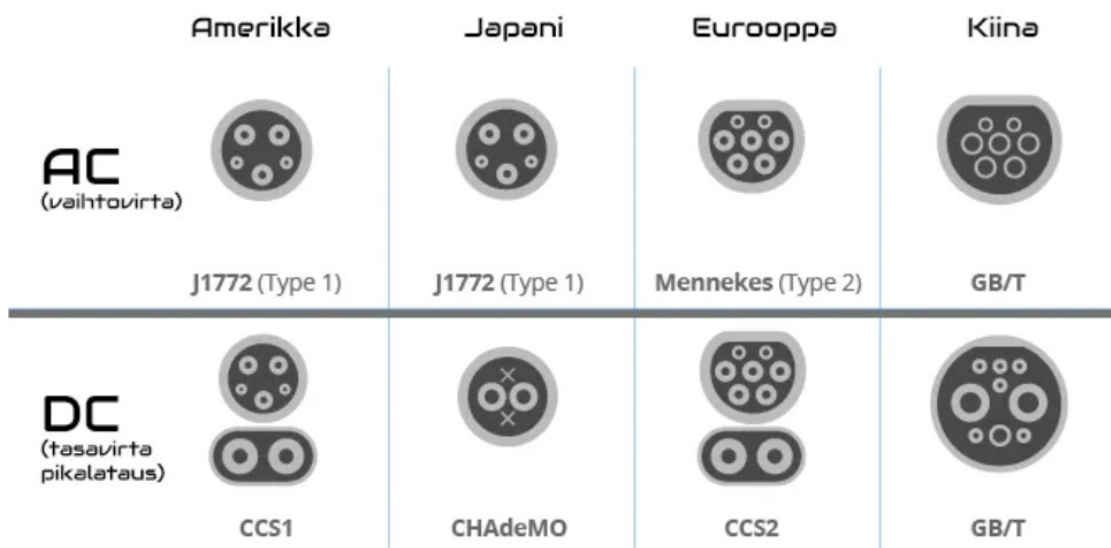 Amerikka Japani Eurooppa Kiina
AC
(vaihtovirta)
J1772 (Type 1) J1772 (Type 1) Mennekes (Type 2) GB/T
DC
(tasavirta
pikalataus)
CCS1 CHAdeMO CCS2 GB/T